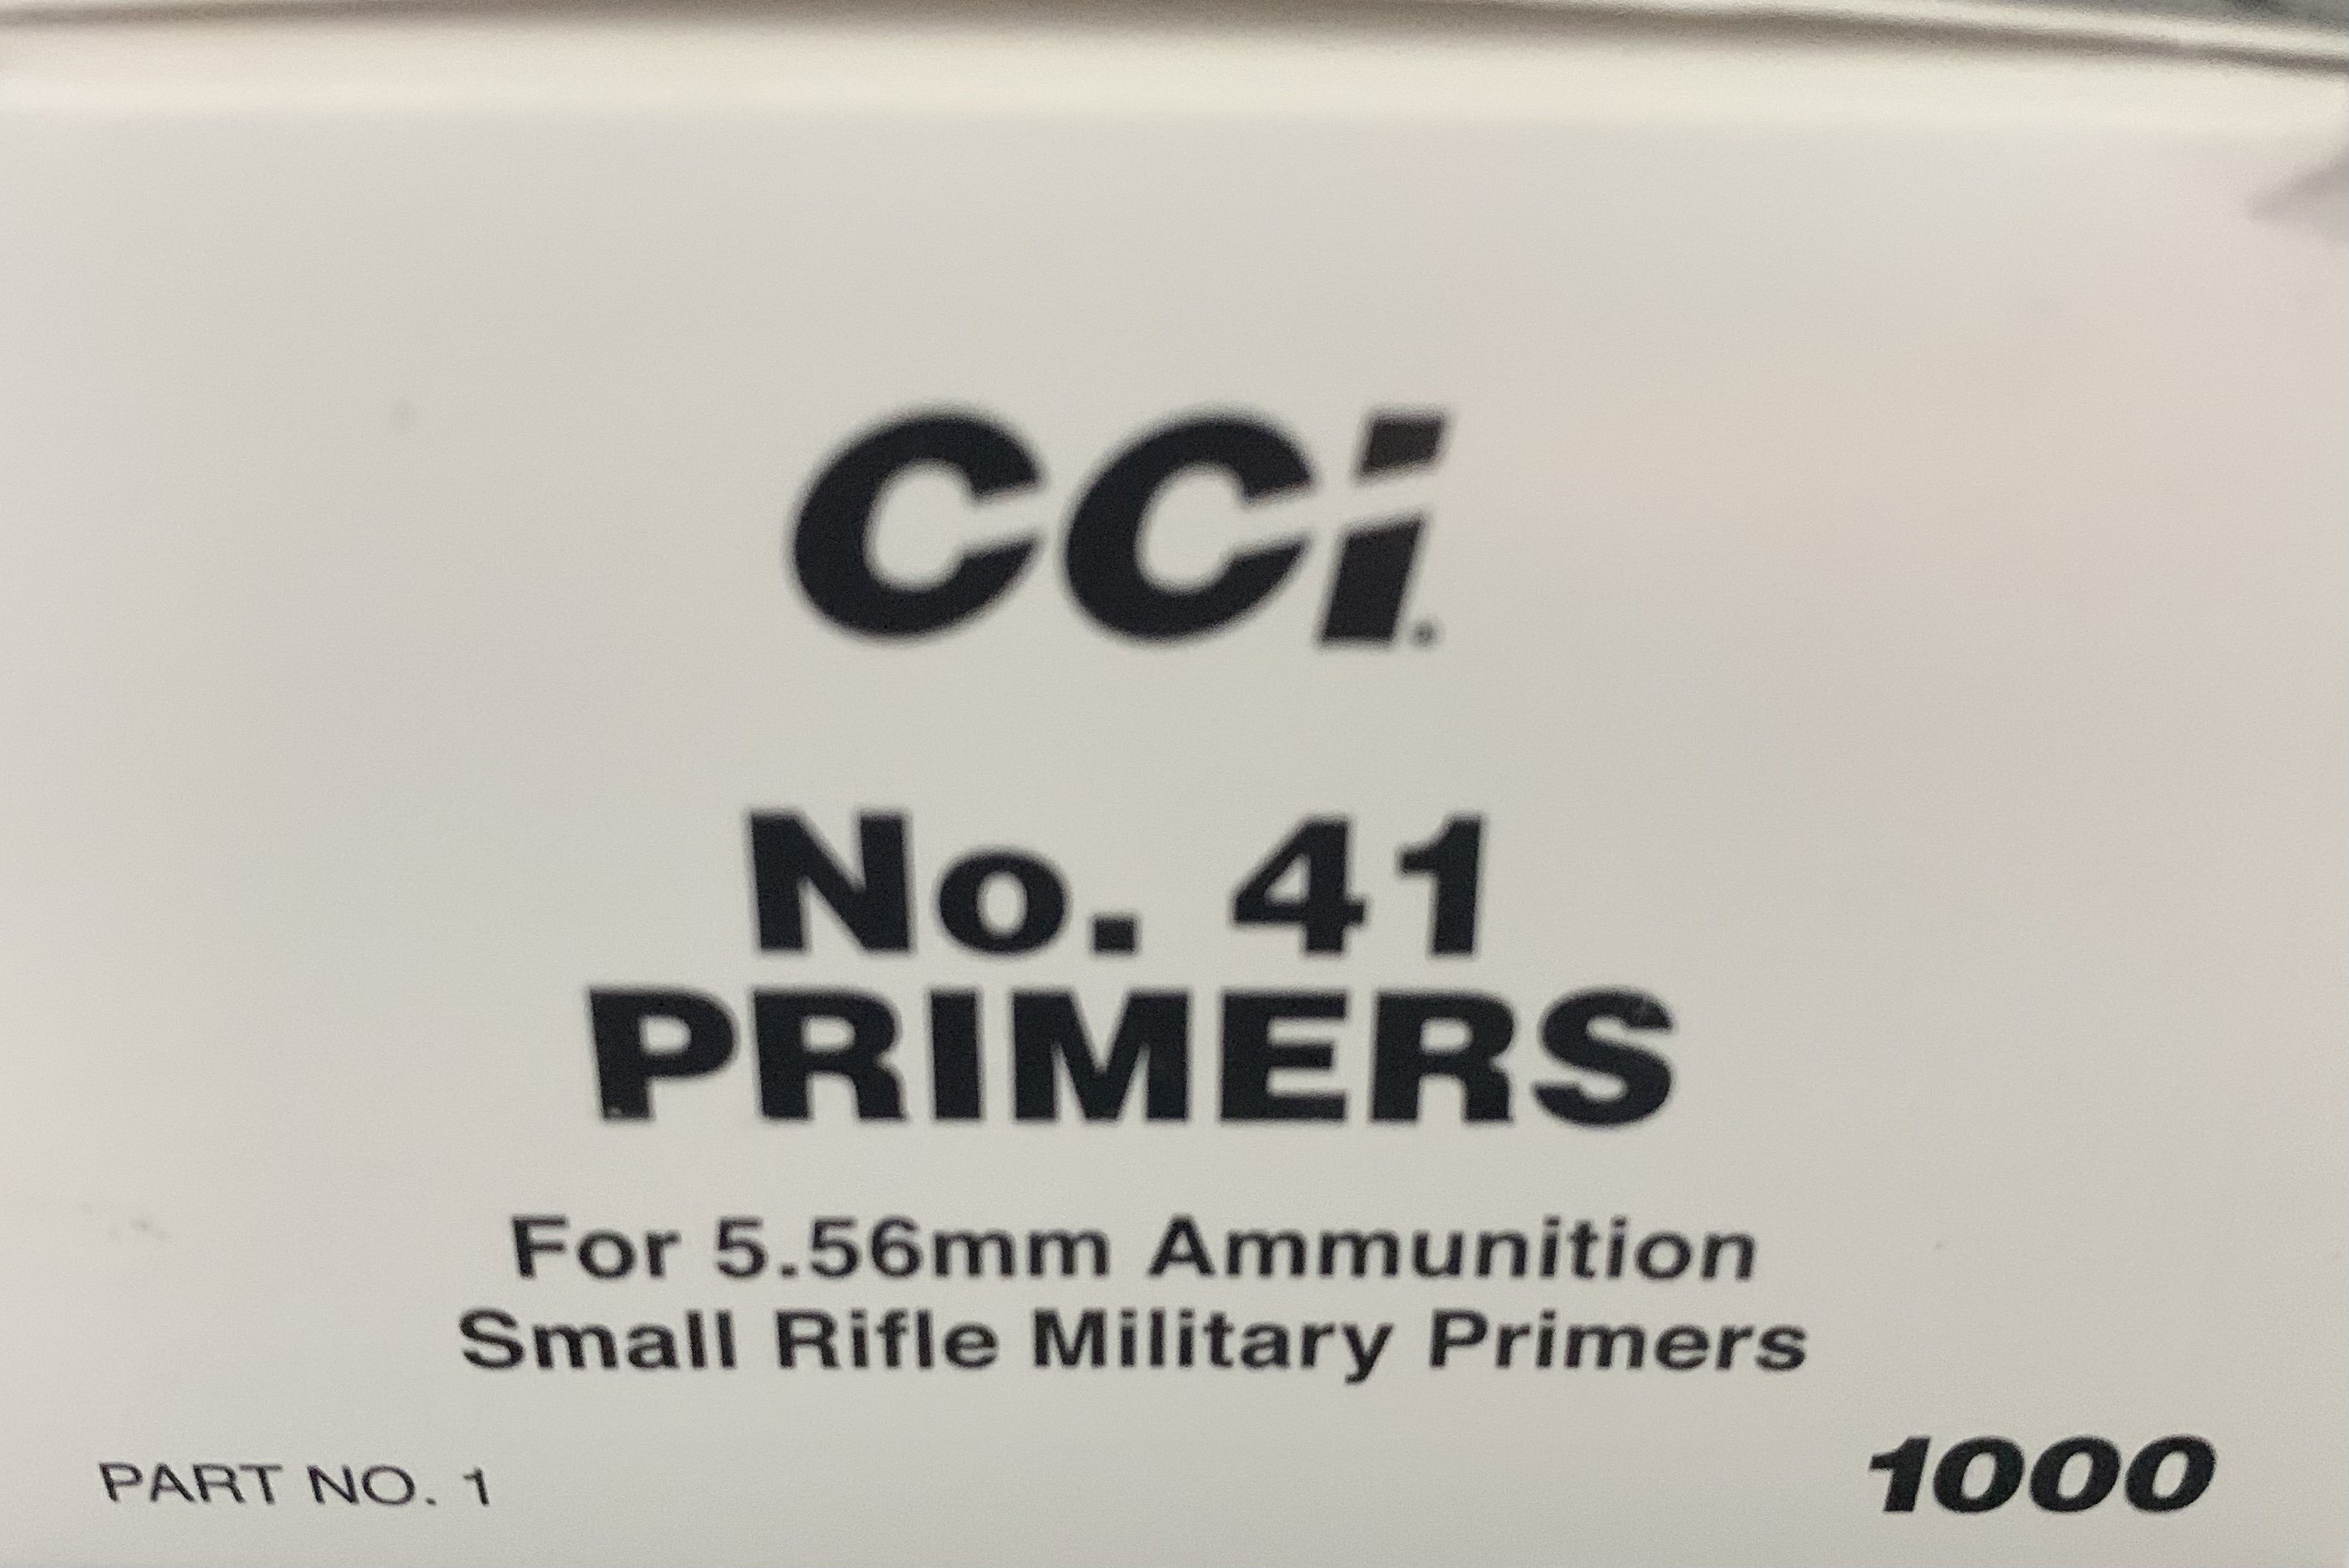 CCI
No. 41
PRIMERS
For 5.56mm Ammunition
Small Rifle Military Primers
PART NO. 1
1000